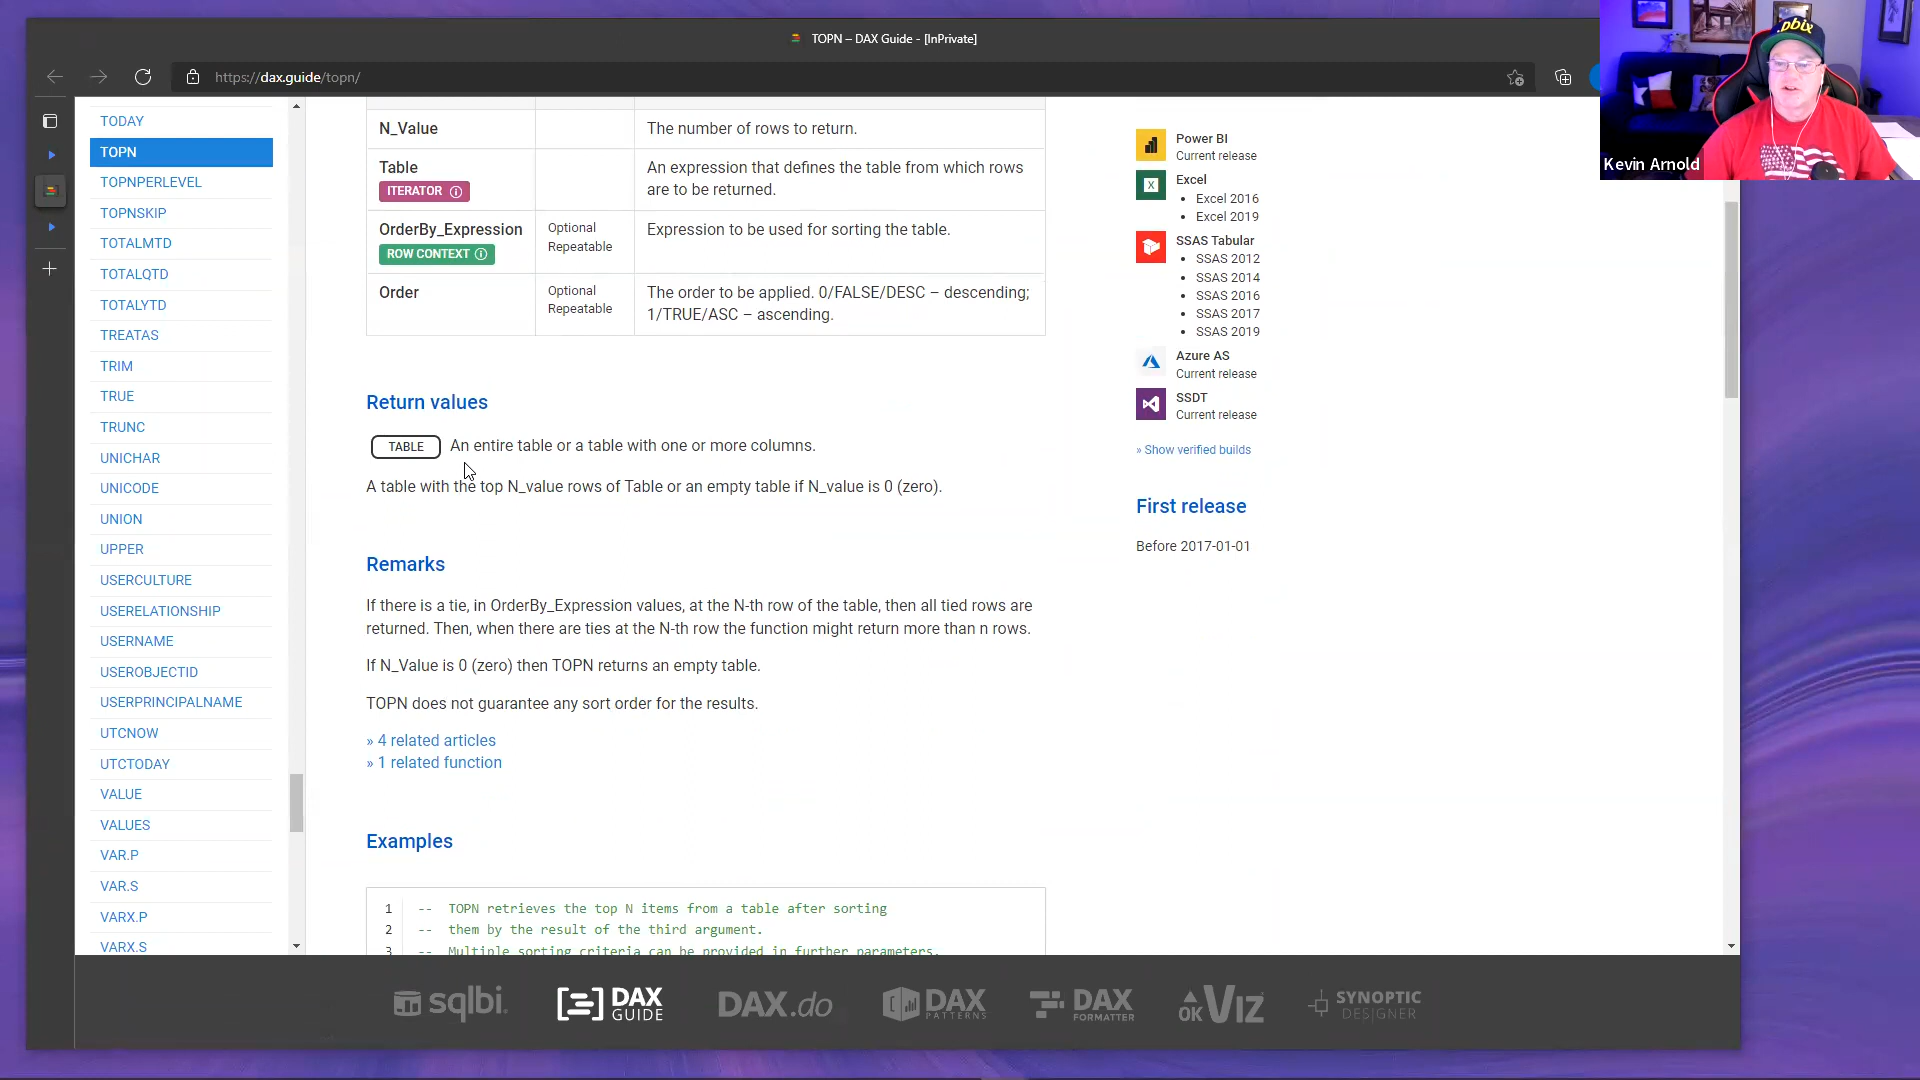 TOPN – DAX Guide - [InPrivate]
https://dax.guide/topn/
.pbix
Kevin Arnold
TODAY
TOPN
TOPNPERLEVEL
TOPNSKIP
TOTALMTD
TOTALQTD
TOTALYTD
TREATAS
TRIM
TRUE
TRUNC
UNICHAR
UNICODE
UNION
UPPER
USERCULTURE
USERELATIONSHIP
USERNAME
USEROBJECTID
USERPRINCIPALNAME
UTCNOW
UTCTODAY
VALUE
VALUES
VAR.P
VAR.S
VARX.P
VARX.S
N_Value
The number of rows to return.
Table
ITERATOR
An expression that defines the table from which rows
are to be returned.
OrderBy_Expression
ROW CONTEXT
Optional
Repeatable
Expression to be used for sorting the table.
Order
Optional
Repeatable
The order to be applied. 0/FALSE/DESC – descending;
1/TRUE/ASC – ascending.
Return values
TABLE An entire table or a table with one or more columns.
A table with the top N_value rows of Table or an empty table if N_value is 0 (zero).
Remarks
If there is a tie, in OrderBy_Expression values, at the N-th row of the table, then all tied rows are
returned. Then, when there are ties at the N-th row the function might return more than n rows.
If N_Value is 0 (zero) then TOPN returns an empty table.
TOPN does not guarantee any sort order for the results.
» 4 related articles
» 1 related function
Examples
1 -- TOPN retrieves the top N items from a table after sorting
2 -- them by the result of the third argument.
3 -- Multiple sorting criteria can be provided in further parameters.
Power BI
Current release
Excel
• Excel 2016
• Excel 2019
SSAS Tabular
• SSAS 2012
• SSAS 2014
• SSAS 2016
• SSAS 2017
• SSAS 2019
Azure AS
Current release
SSDT
Current release
» Show verified builds
First release
Before 2017-01-01
sqlbi.
DAX GUIDE
DAX.do
DAX PATTERNS
DAX FORMATTER
OK VIZ
SYNOPTIC DESIGNER